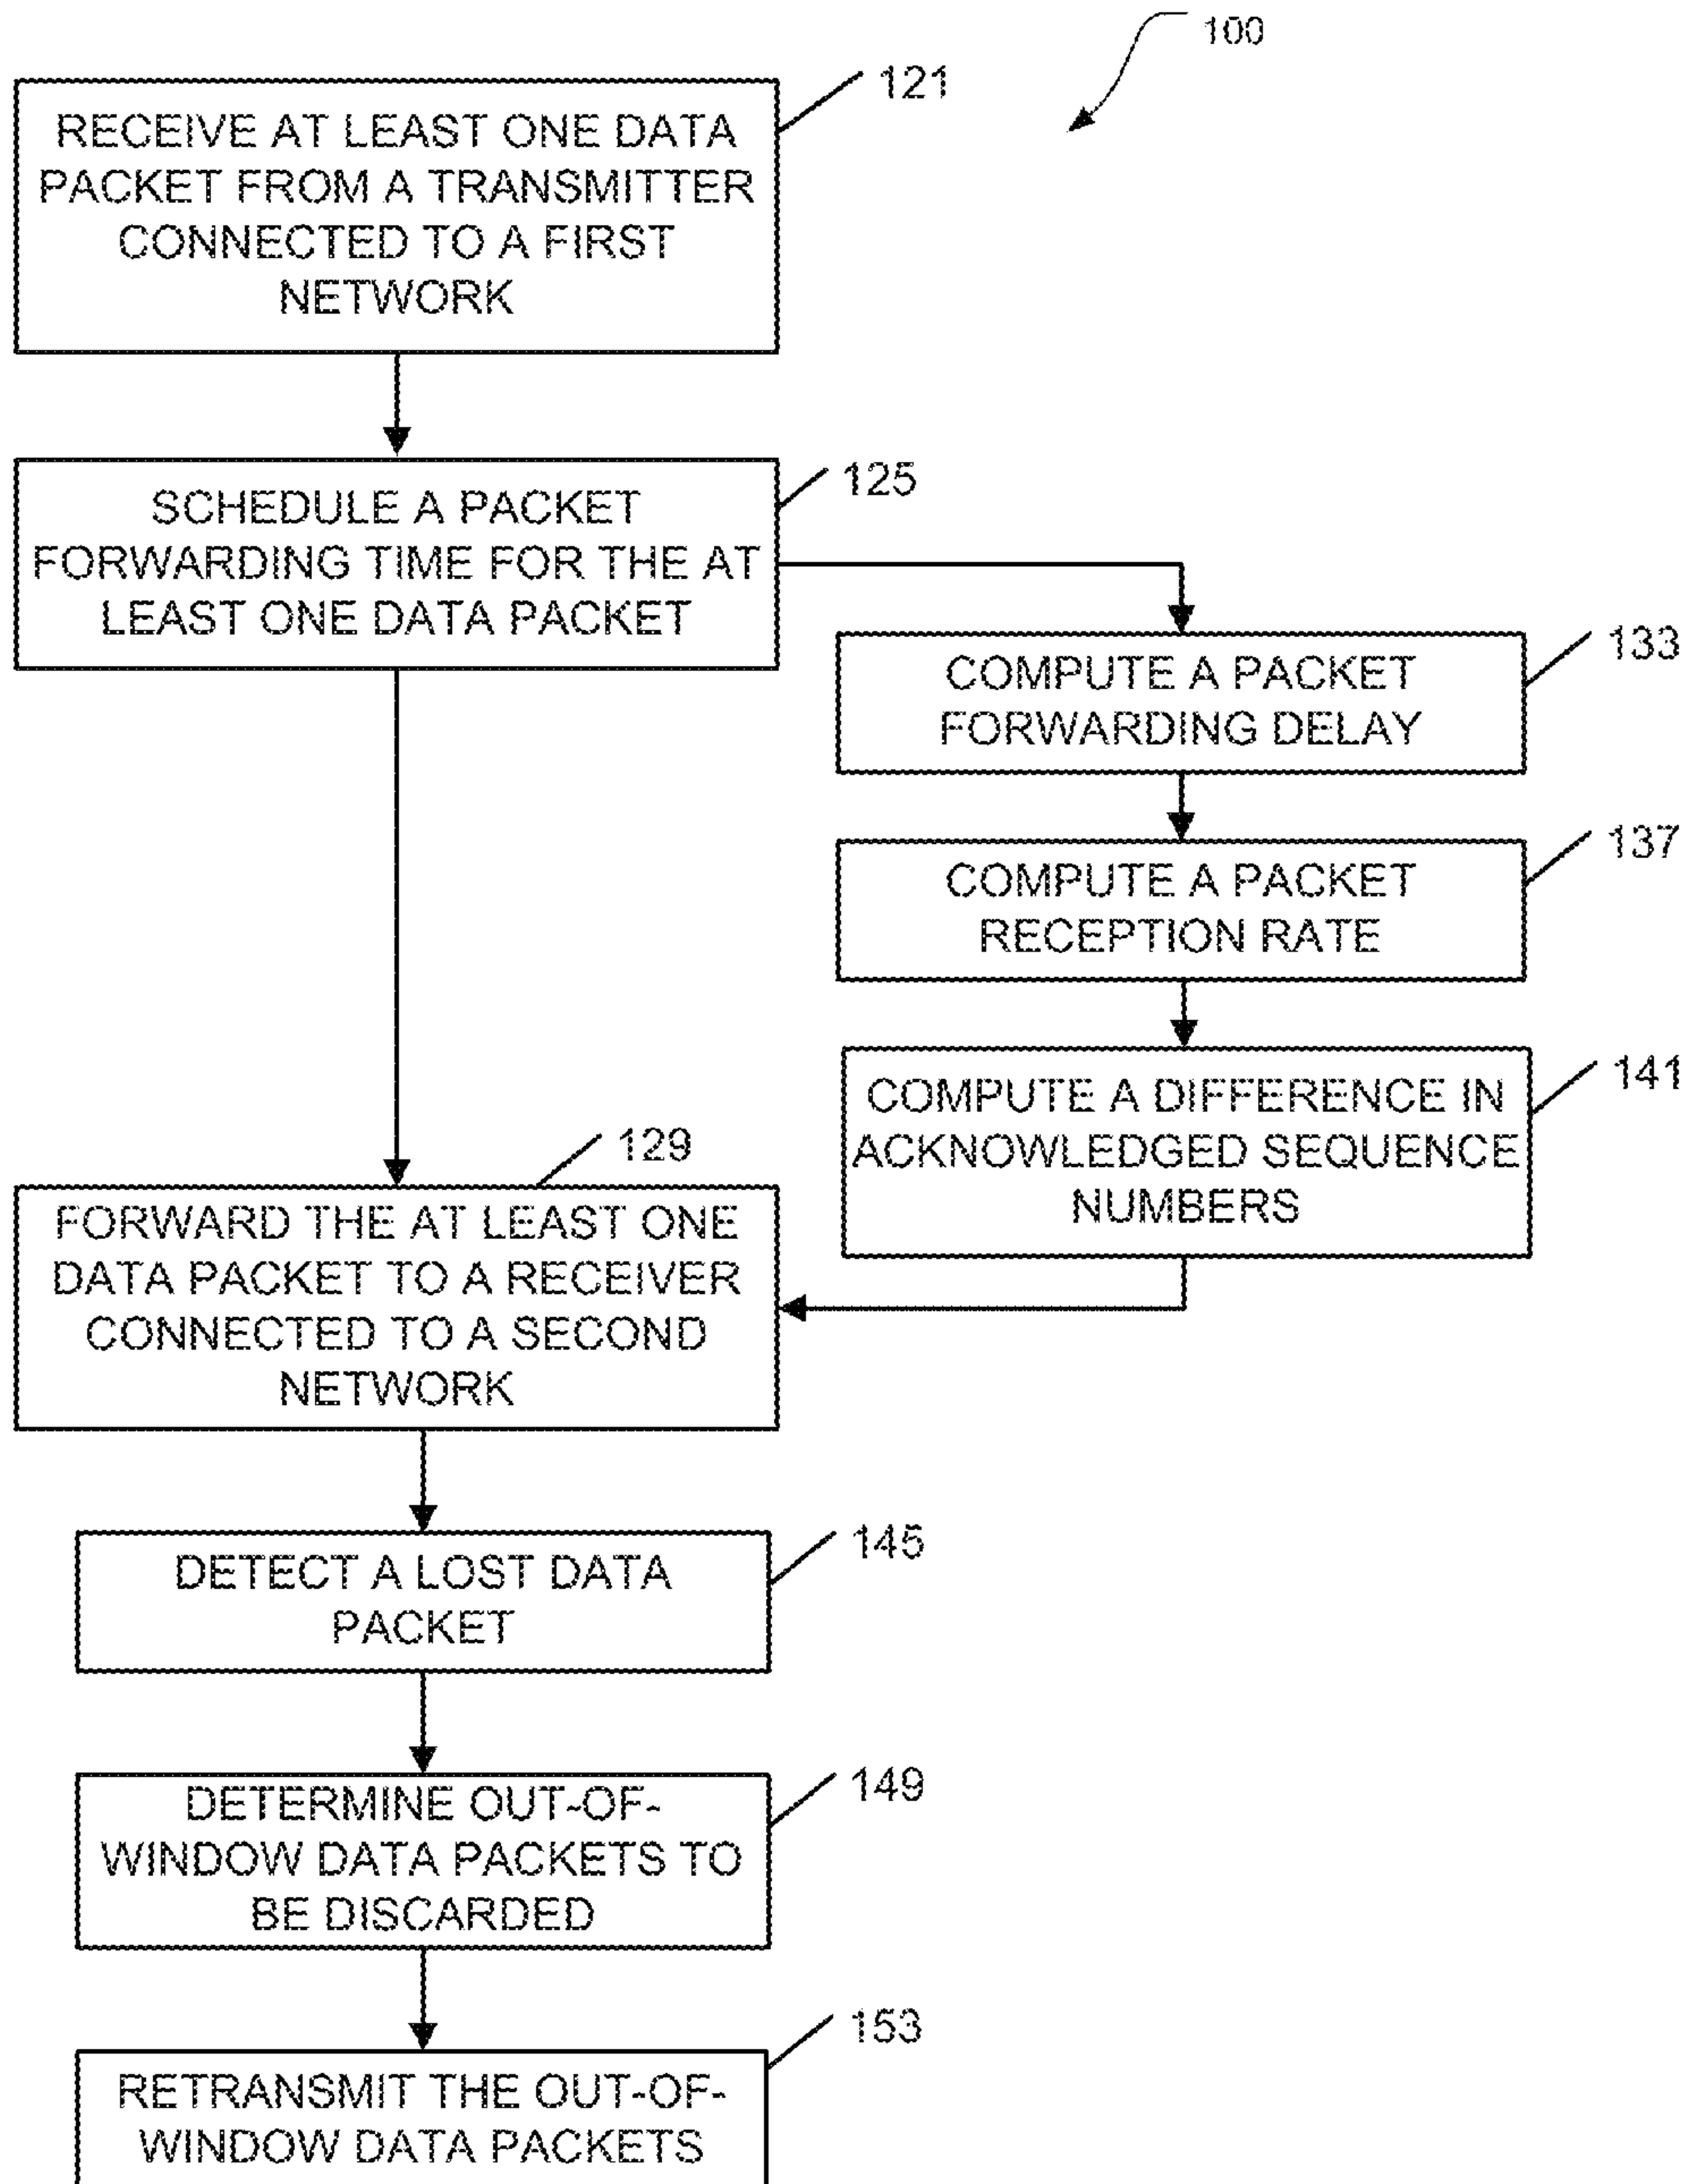 100
121
RECEIVE AT LEAST ONE DATA
PACKET FROM A TRANSMITTER
CONNECTED TO A FIRST
NETWORK
125
SCHEDULE A PACKET
FORWARDING TIME FOR THE AT
LEAST ONE DATA PACKET
133
COMPUTE A PACKET
FORWARDING DELAY
137
COMPUTE A PACKET
RECEPTION RATE
141
COMPUTE A DIFFERENCE IN
ACKNOWLEDGED SEQUENCE
NUMBERS
129
FORWARD THE AT LEAST ONE
DATA PACKET TO A RECEIVER
CONNECTED TO A SECOND
NETWORK
145
DETECT A LOST DATA
PACKET
149
DETERMINE OUT-OF-
WINDOW DATA PACKETS TO
BE DISCARDED
153
RETRANSMIT THE OUT-OF-
WINDOW DATA PACKETS